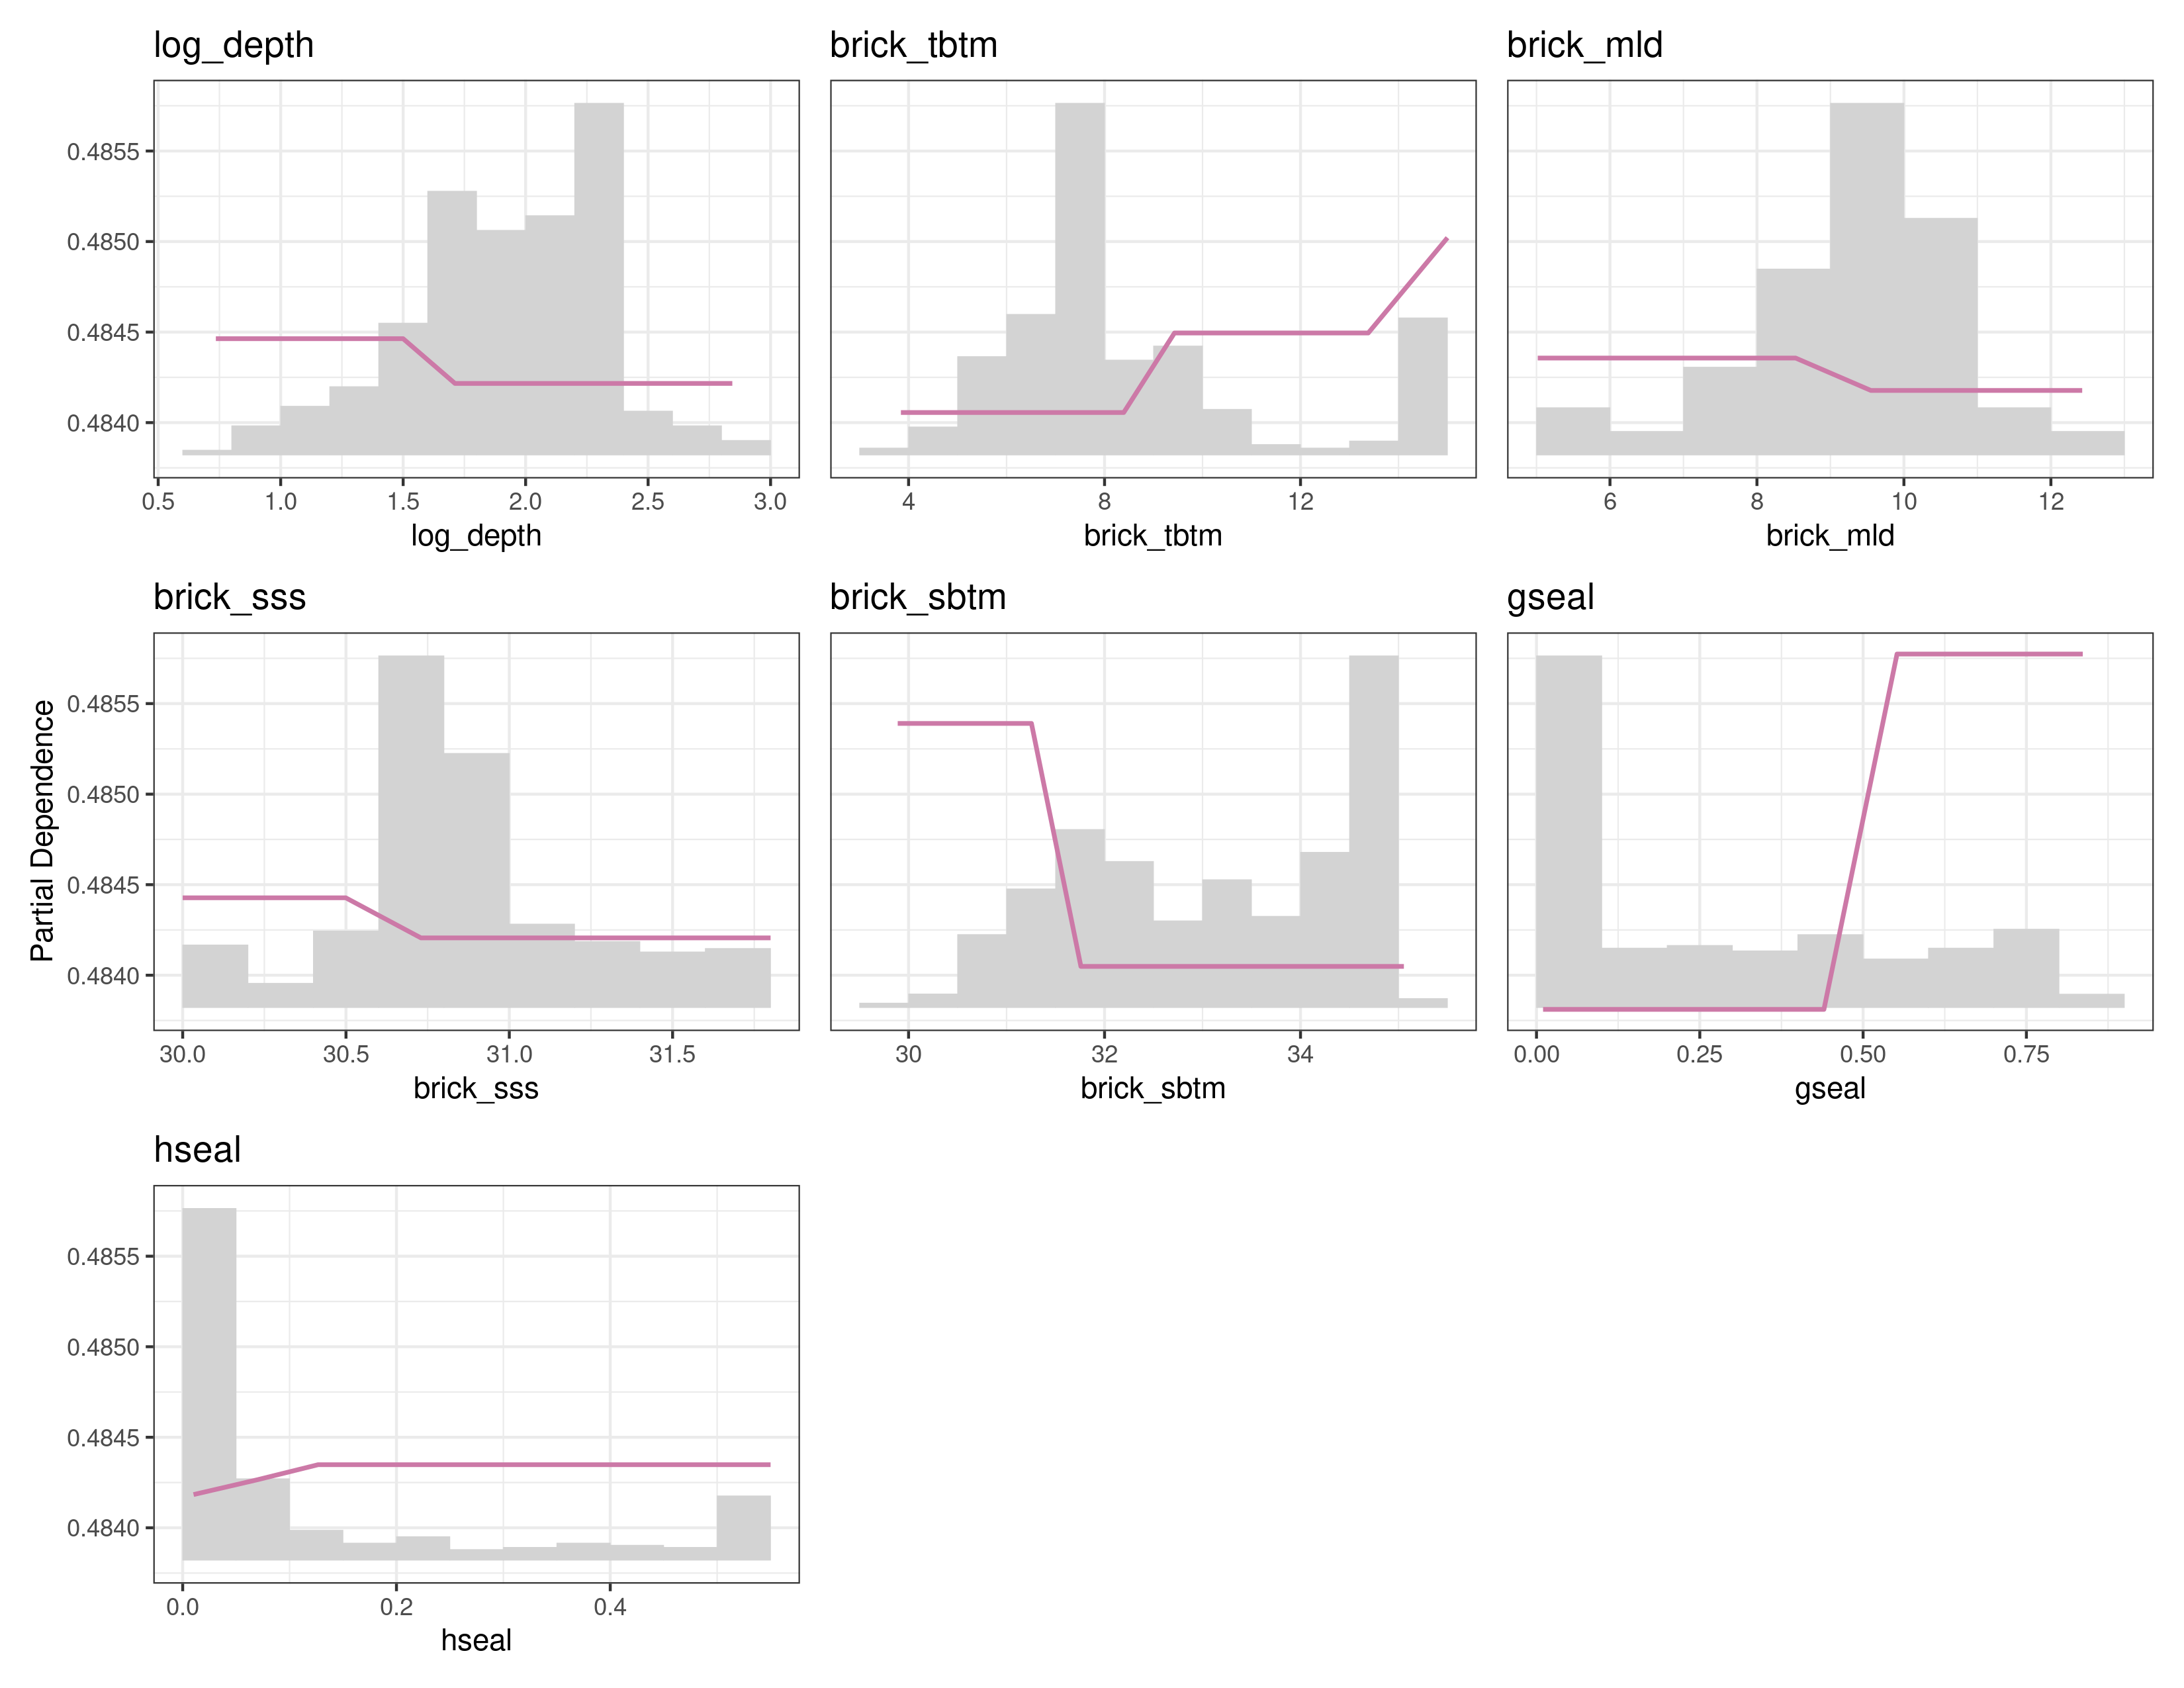 log_depth
brick_tbtm
brick_mld
0.4855
0.4850
0.4845
0.4840
0.5 1.0 1.5 2.0 2.5 3.0
4 8 12
6 8 10 12
log_depth
brick_tbtm
brick_mld
brick_sss
brick_sbtm
gseal
Partial Dependence
0.4855
0.4850
0.4845
0.4840
30.0 30.5 31.0 31.5
30 32 34
0.00 0.25 0.50 0.75
brick_sss
brick_sbtm
gseal
hseal
0.4855
0.4850
0.4845
0.4840
0.0 0.2 0.4
hseal